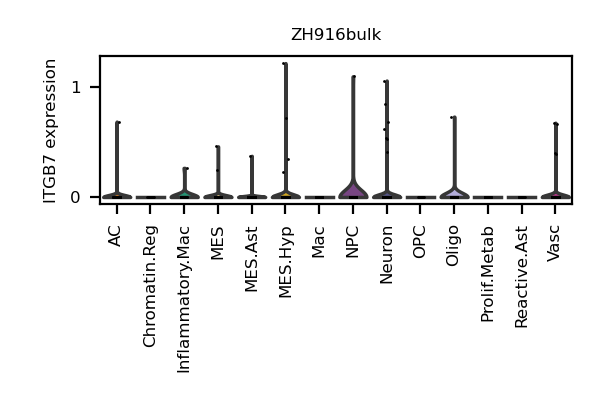 ZH916bulk
ITGB7 expression
1
0
AC
Chromatin.Reg
Inflammatory.Mac
MES
MES.Ast
MES.Hyp
Mac
NPC
Neuron
OPC
Oligo
Prolif.Metab
Reactive.Ast
Vasc